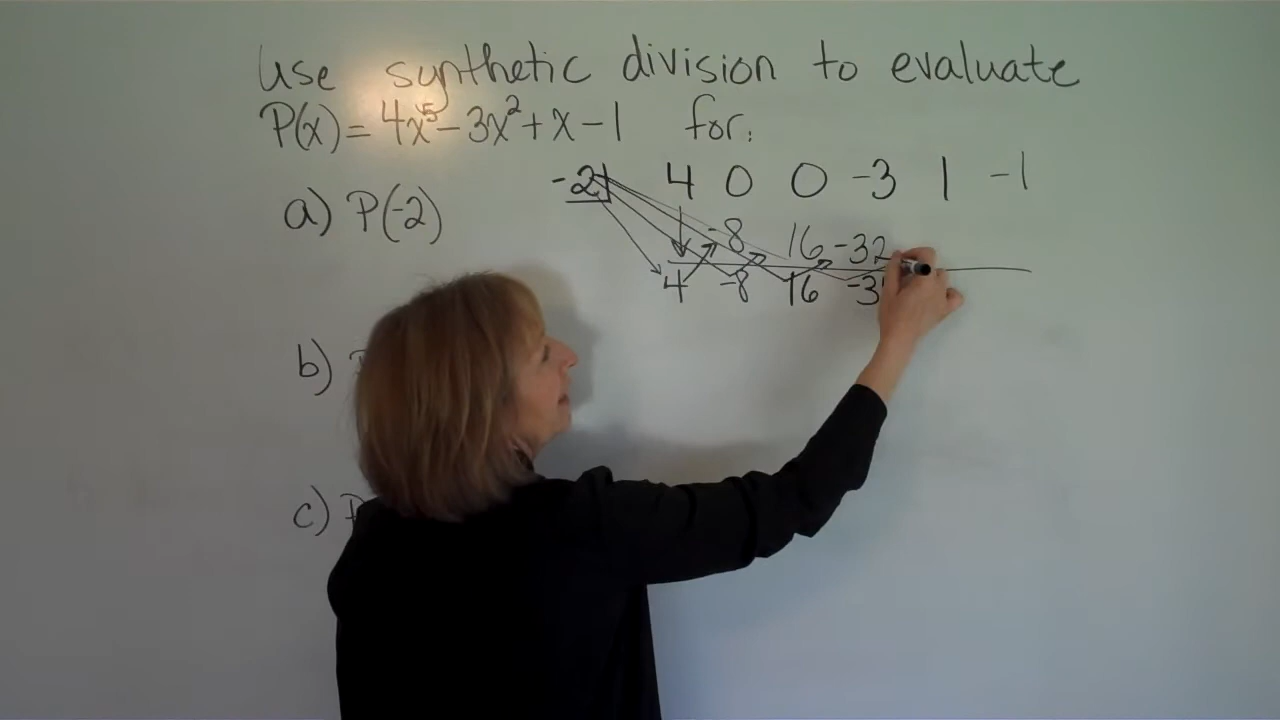 Use synthetic division to evaluate
P(x) = 4x⁵ - 3x² + x - 1 for:
a) P(-2)
-2 4 0 0 -3 1 -1
-8 16 -32
4 -8 16 -3
b)
c)